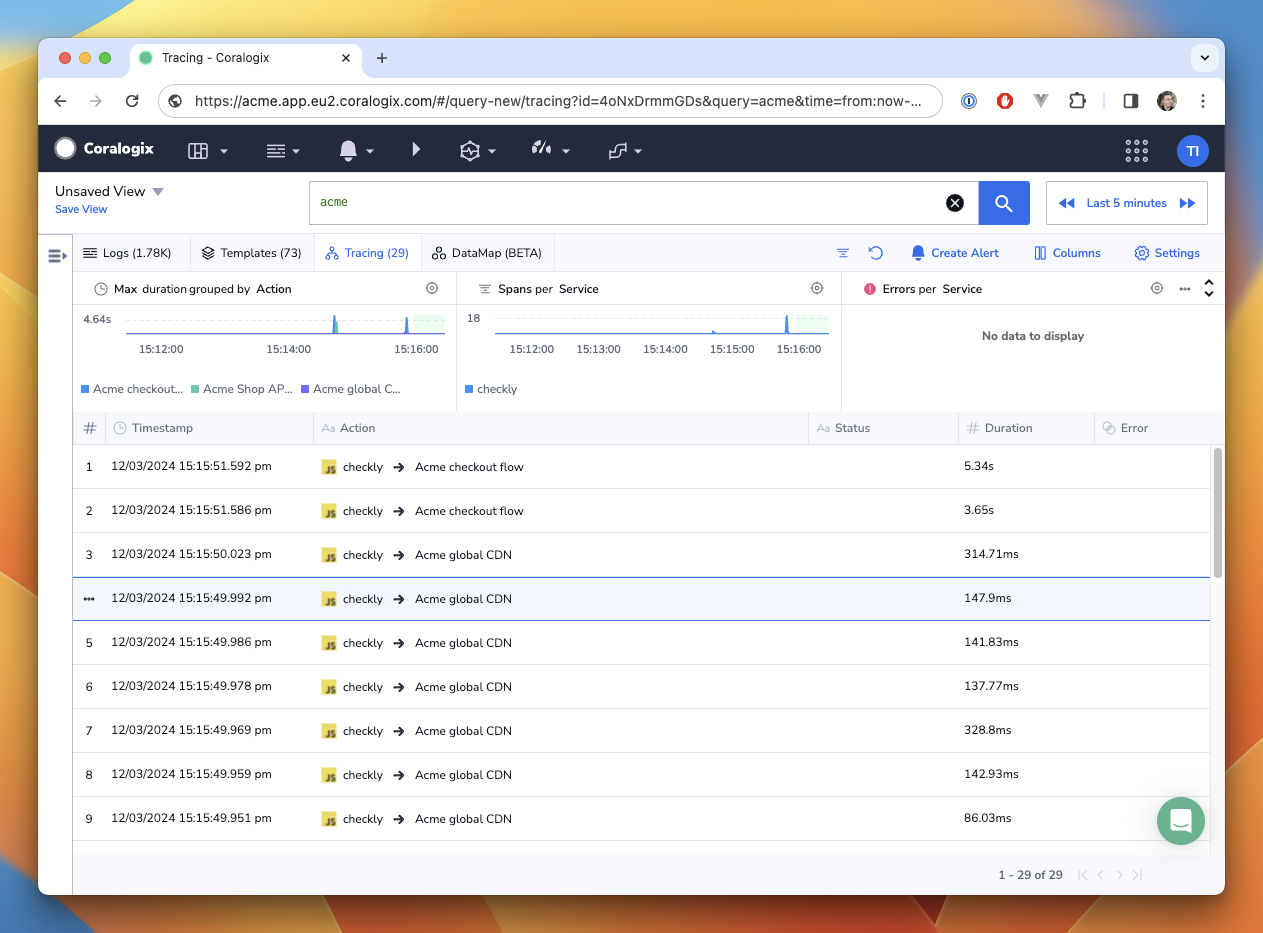 Tracing - Coralogix
https://acme.app.eu2.coralogix.com/#/query-new/tracing?id=4oNxDrmmGDs&query=acme&time=from:now-...
Coralogix
TI
Unsaved View
Save View
acme
Last 5 minutes
Logs (1.78K)
Templates (73)
Tracing (29)
DataMap (BETA)
Create Alert
Columns
Settings
Max duration grouped by Action
4.64s
15:12:00 15:14:00 15:16:00
Acme checkout... Acme Shop AP... Acme global C...
Spans per Service
18
15:12:00 15:13:00 15:14:00 15:15:00 15:16:00
checkly
Errors per Service
No data to display
# Timestamp Aa Action Aa Status # Duration Error
1 12/03/2024 15:15:51.592 pm JS checkly → Acme checkout flow 5.34s
2 12/03/2024 15:15:51.586 pm JS checkly → Acme checkout flow 3.65s
3 12/03/2024 15:15:50.023 pm JS checkly → Acme global CDN 314.71ms
••• 12/03/2024 15:15:49.992 pm JS checkly → Acme global CDN 147.9ms
5 12/03/2024 15:15:49.986 pm JS checkly → Acme global CDN 141.83ms
6 12/03/2024 15:15:49.978 pm JS checkly → Acme global CDN 137.77ms
7 12/03/2024 15:15:49.969 pm JS checkly → Acme global CDN 328.8ms
8 12/03/2024 15:15:49.959 pm JS checkly → Acme global CDN 142.93ms
9 12/03/2024 15:15:49.951 pm JS checkly → Acme global CDN 86.03ms
1 - 29 of 29